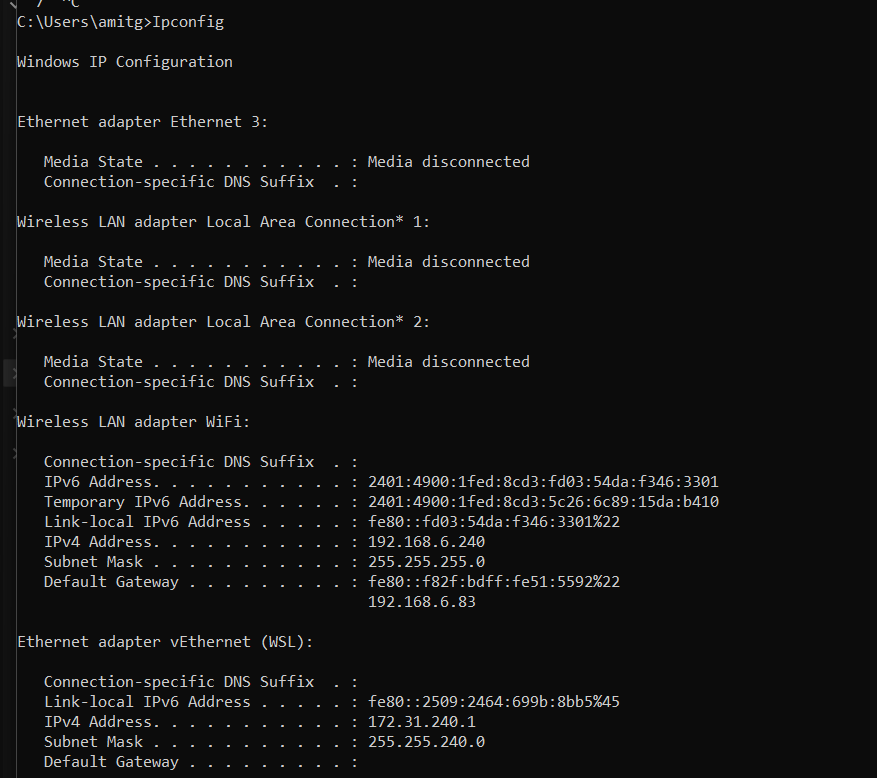 C:\Users\amitg>Ipconfig
Windows IP Configuration
Ethernet adapter Ethernet 3:
Media State . . . . . . . . . . . : Media disconnected
Connection-specific DNS Suffix  . :
Wireless LAN adapter Local Area Connection* 1:
Media State . . . . . . . . . . . : Media disconnected
Connection-specific DNS Suffix  . :
Wireless LAN adapter Local Area Connection* 2:
Media State . . . . . . . . . . . : Media disconnected
Connection-specific DNS Suffix  . :
Wireless LAN adapter WiFi:
Connection-specific DNS Suffix  . :
IPv6 Address. . . . . . . . . . . : 2401:4900:1fed:8cd3:fd03:54da:f346:3301
Temporary IPv6 Address. . . . . . : 2401:4900:1fed:8cd3:5c26:6c89:15da:b410
Link-local IPv6 Address . . . . . : fe80::fd03:54da:f346:3301%22
IPv4 Address. . . . . . . . . . . : 192.168.6.240
Subnet Mask . . . . . . . . . . . : 255.255.255.0
Default Gateway . . . . . . . . . : fe80::f82f:bdff:fe51:5592%22
192.168.6.83
Ethernet adapter vEthernet (WSL):
Connection-specific DNS Suffix  . :
Link-local IPv6 Address . . . . . : fe80::2509:2464:699b:8bb5%45
IPv4 Address. . . . . . . . . . . : 172.31.240.1
Subnet Mask . . . . . . . . . . . : 255.255.240.0
Default Gateway . . . . . . . . . :